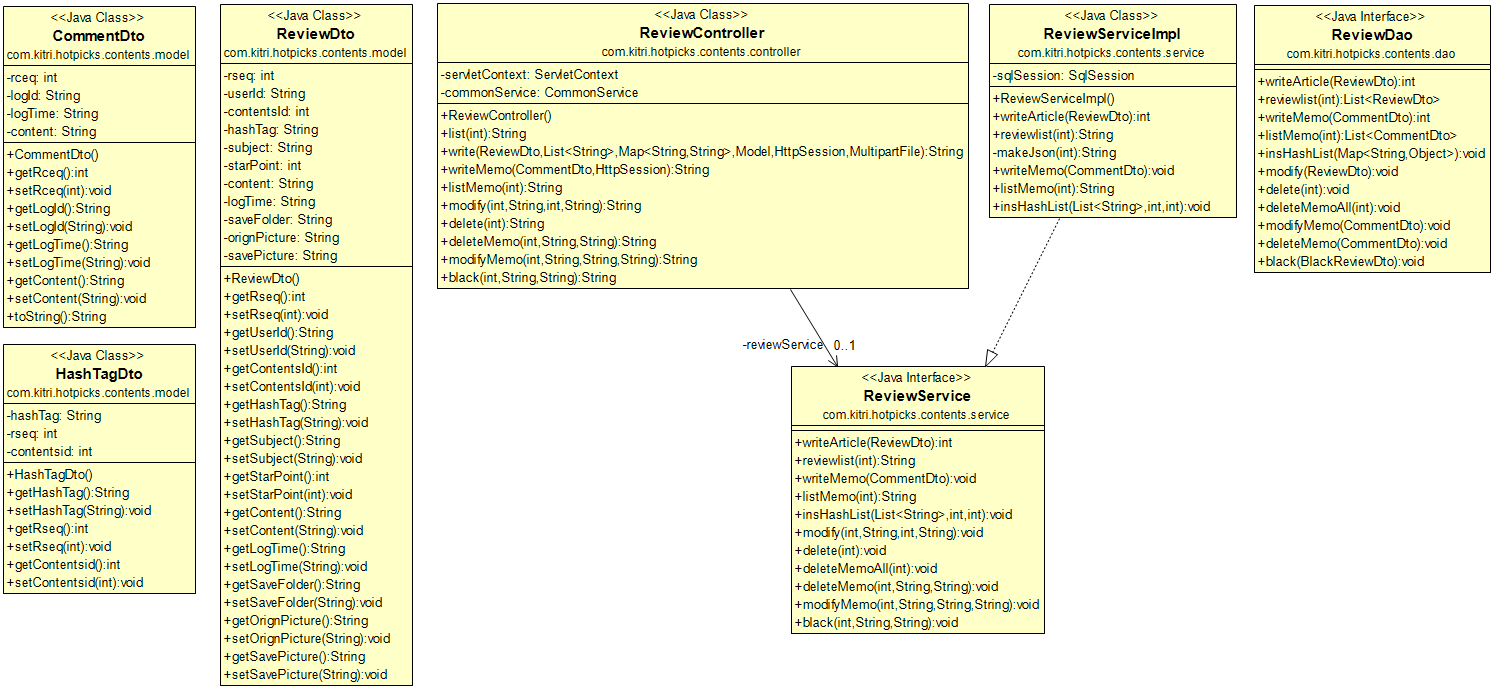 <<Java Class>>
CommentDto
com.kitri.hotpicks.contents.model
-rceq: int
-logId: String
-logTime: String
-content: String
+CommentDto()
+getRceq():int
+setRceq(int):void
+getLogId():String
+setLogId(String):void
+getLogTime():String
+setLogTime(String):void
+getContent():String
+setContent(String):void
+toString():String
<<Java Class>>
HashTagDto
com.kitri.hotpicks.contents.model
-hashTag: String
-rseq: int
-contentsid: int
+HashTagDto()
+getHashTag():String
+setHashTag(String):void
+getRseq():int
+setRseq(int):void
+getContentsid():int
+setContentsid(int):void
<<Java Class>>
ReviewDto
com.kitri.hotpicks.contents.model
-rseq: int
-userId: String
-contentsId: int
-hashTag: String
-subject: String
-starPoint: int
-content: String
-logTime: String
-saveFolder: String
-orignPicture: String
-savePicture: String
+ReviewDto()
+getRseq():int
+setRseq(int):void
+getUserId():String
+setUserId(String):void
+getContentsId():int
+setContentsId(int):void
+getHashTag():String
+setHashTag(String):void
+getSubject():String
+setSubject(String):void
+getStarPoint():int
+setStarPoint(int):void
+getContent():String
+setContent(String):void
+getLogTime():String
+setLogTime(String):void
+getSaveFolder():String
+setSaveFolder(String):void
+getOrignPicture():String
+setOrignPicture(String):void
+getSavePicture():String
+setSavePicture(String):void
<<Java Class>>
ReviewController
com.kitri.hotpicks.contents.controller
-servletContext: ServletContext
-commonService: CommonService
+ReviewController()
+list(int):String
+write(ReviewDto,List<String>,Map<String,String>,Model,HttpSession,MultipartFile):String
+writeMemo(CommentDto,HttpSession):String
+listMemo(int):String
+modify(int,String,int,String):String
+delete(int):String
+deleteMemo(int,String,String):String
+modifyMemo(int,String,String,String):String
+black(int,String,String):String
-reviewService 0..1
<<Java Class>>
ReviewServiceImpl
com.kitri.hotpicks.contents.service
-sqlSession: SqlSession
+ReviewServiceImpl()
+writeArticle(ReviewDto):int
+reviewlist(int):String
-makeJson(int):String
+writeMemo(CommentDto):void
+listMemo(int):String
+insHashList(List<String>,int,int):void
<<Java Interface>>
ReviewService
com.kitri.hotpicks.contents.service
+writeArticle(ReviewDto):int
+reviewlist(int):String
+writeMemo(CommentDto):void
+listMemo(int):String
+insHashList(List<String>,int,int):void
+modify(int,String,int,String):void
+delete(int):void
+deleteMemoAll(int):void
+deleteMemo(int,String,String):void
+modifyMemo(int,String,String,String):void
+black(int,String,String):void
<<Java Interface>>
ReviewDao
com.kitri.hotpicks.contents.dao
+writeArticle(ReviewDto):int
+reviewlist(int):List<ReviewDto>
+writeMemo(CommentDto):int
+listMemo(int):List<CommentDto>
+insHashList(Map<String,Object>):void
+modify(ReviewDto):void
+delete(int):void
+deleteMemoAll(int):void
+modifyMemo(CommentDto):void
+deleteMemo(CommentDto):void
+black(BlackReviewDto):void